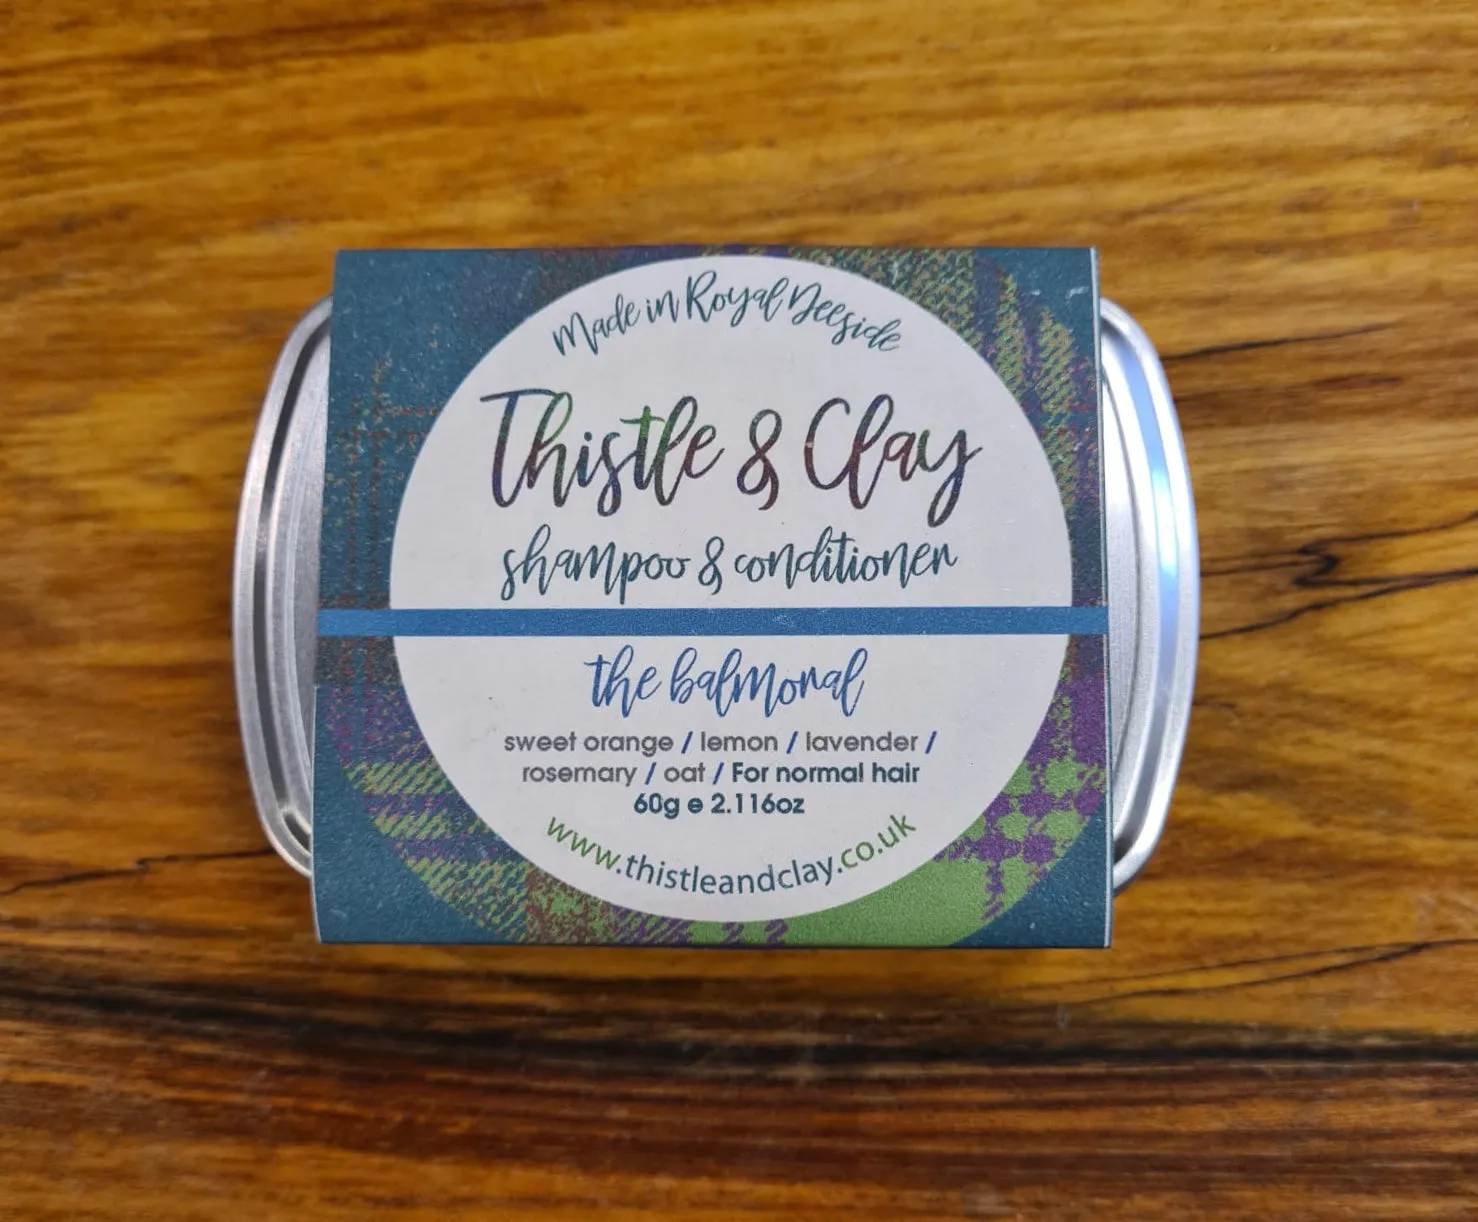 Made in Royal Deeside
Thistle & Clay
shampoo & conditioner
the balmoral
sweet orange / lemon / lavender /
rosemary / oat / For normal hair
60g e 2.116oz
www.thistleandclay.co.uk